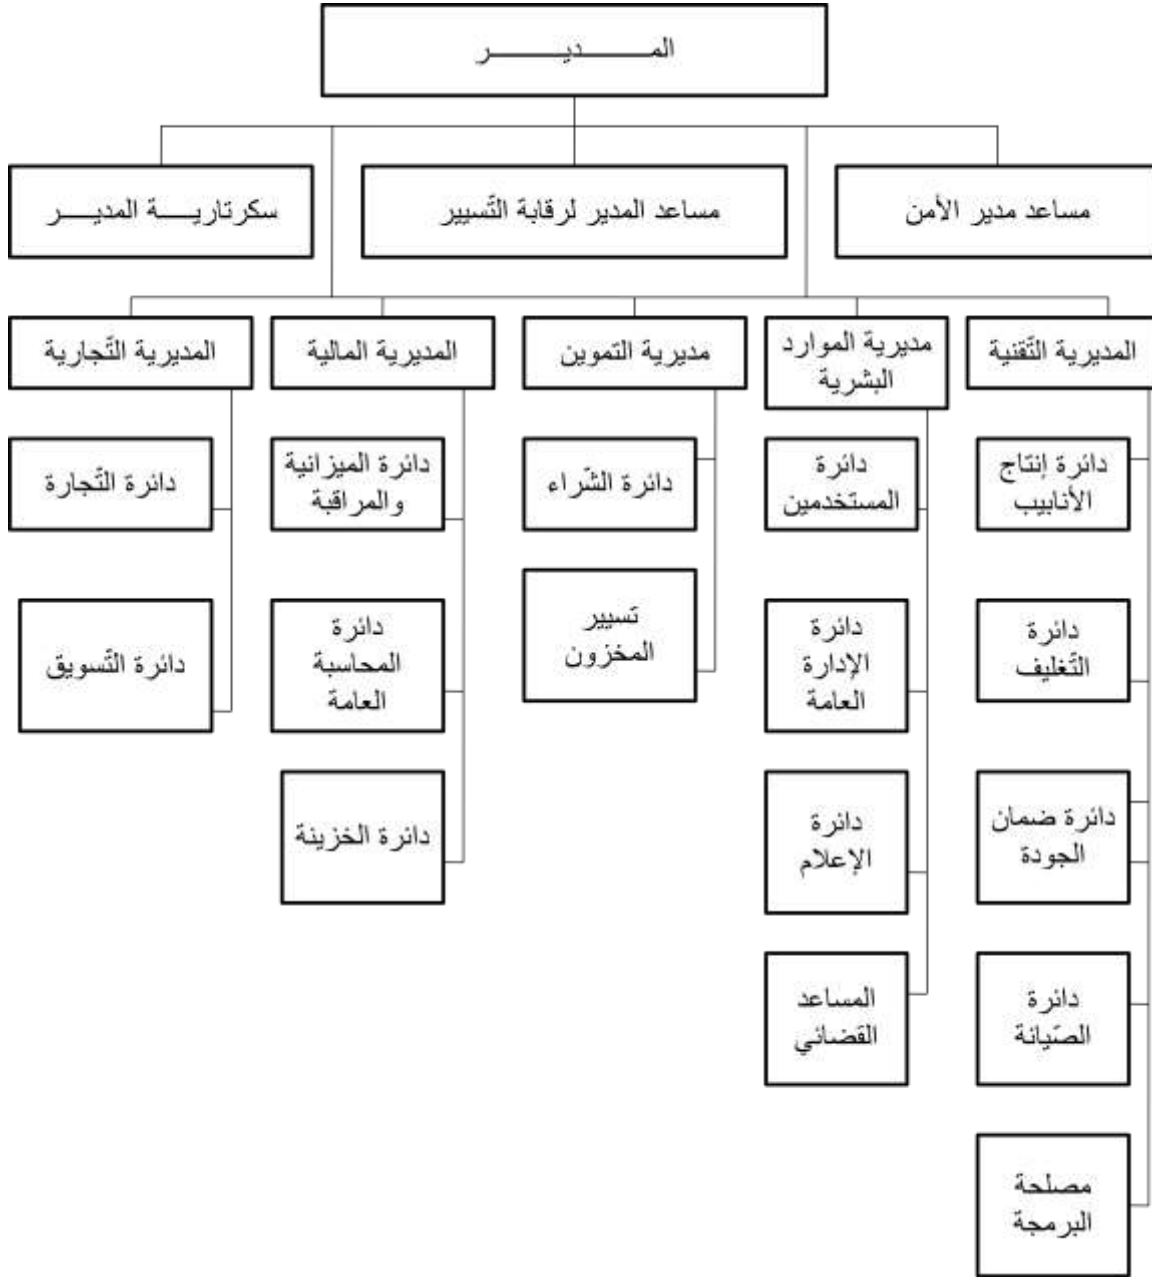 المــــــــــديــــــــــر
مساعد مدير الأمن
مساعد المدير لرقابة التّسيير
سكرتاريـــــة المديـــــر
المديرية التّقنية
مديرية الموارد
البشرية
مديرية التموين
المديرية المالية
المديرية التّجارية
دائرة إنتاج
الأنابيب
دائرة
التّغليف
دائرة ضمان
الجودة
دائرة
الصّيانة
مصلحة
البرمجة
دائرة
المستخدمين
دائرة
الإدارة
العامة
دائرة
الإعلام
المساعد
القضائي
دائرة الشّراء
تسيير
المخزون
دائرة الميزانية
والمراقبة
دائرة
المحاسبة
العامة
دائرة الخزينة
دائرة التّجارة
دائرة التّسويق